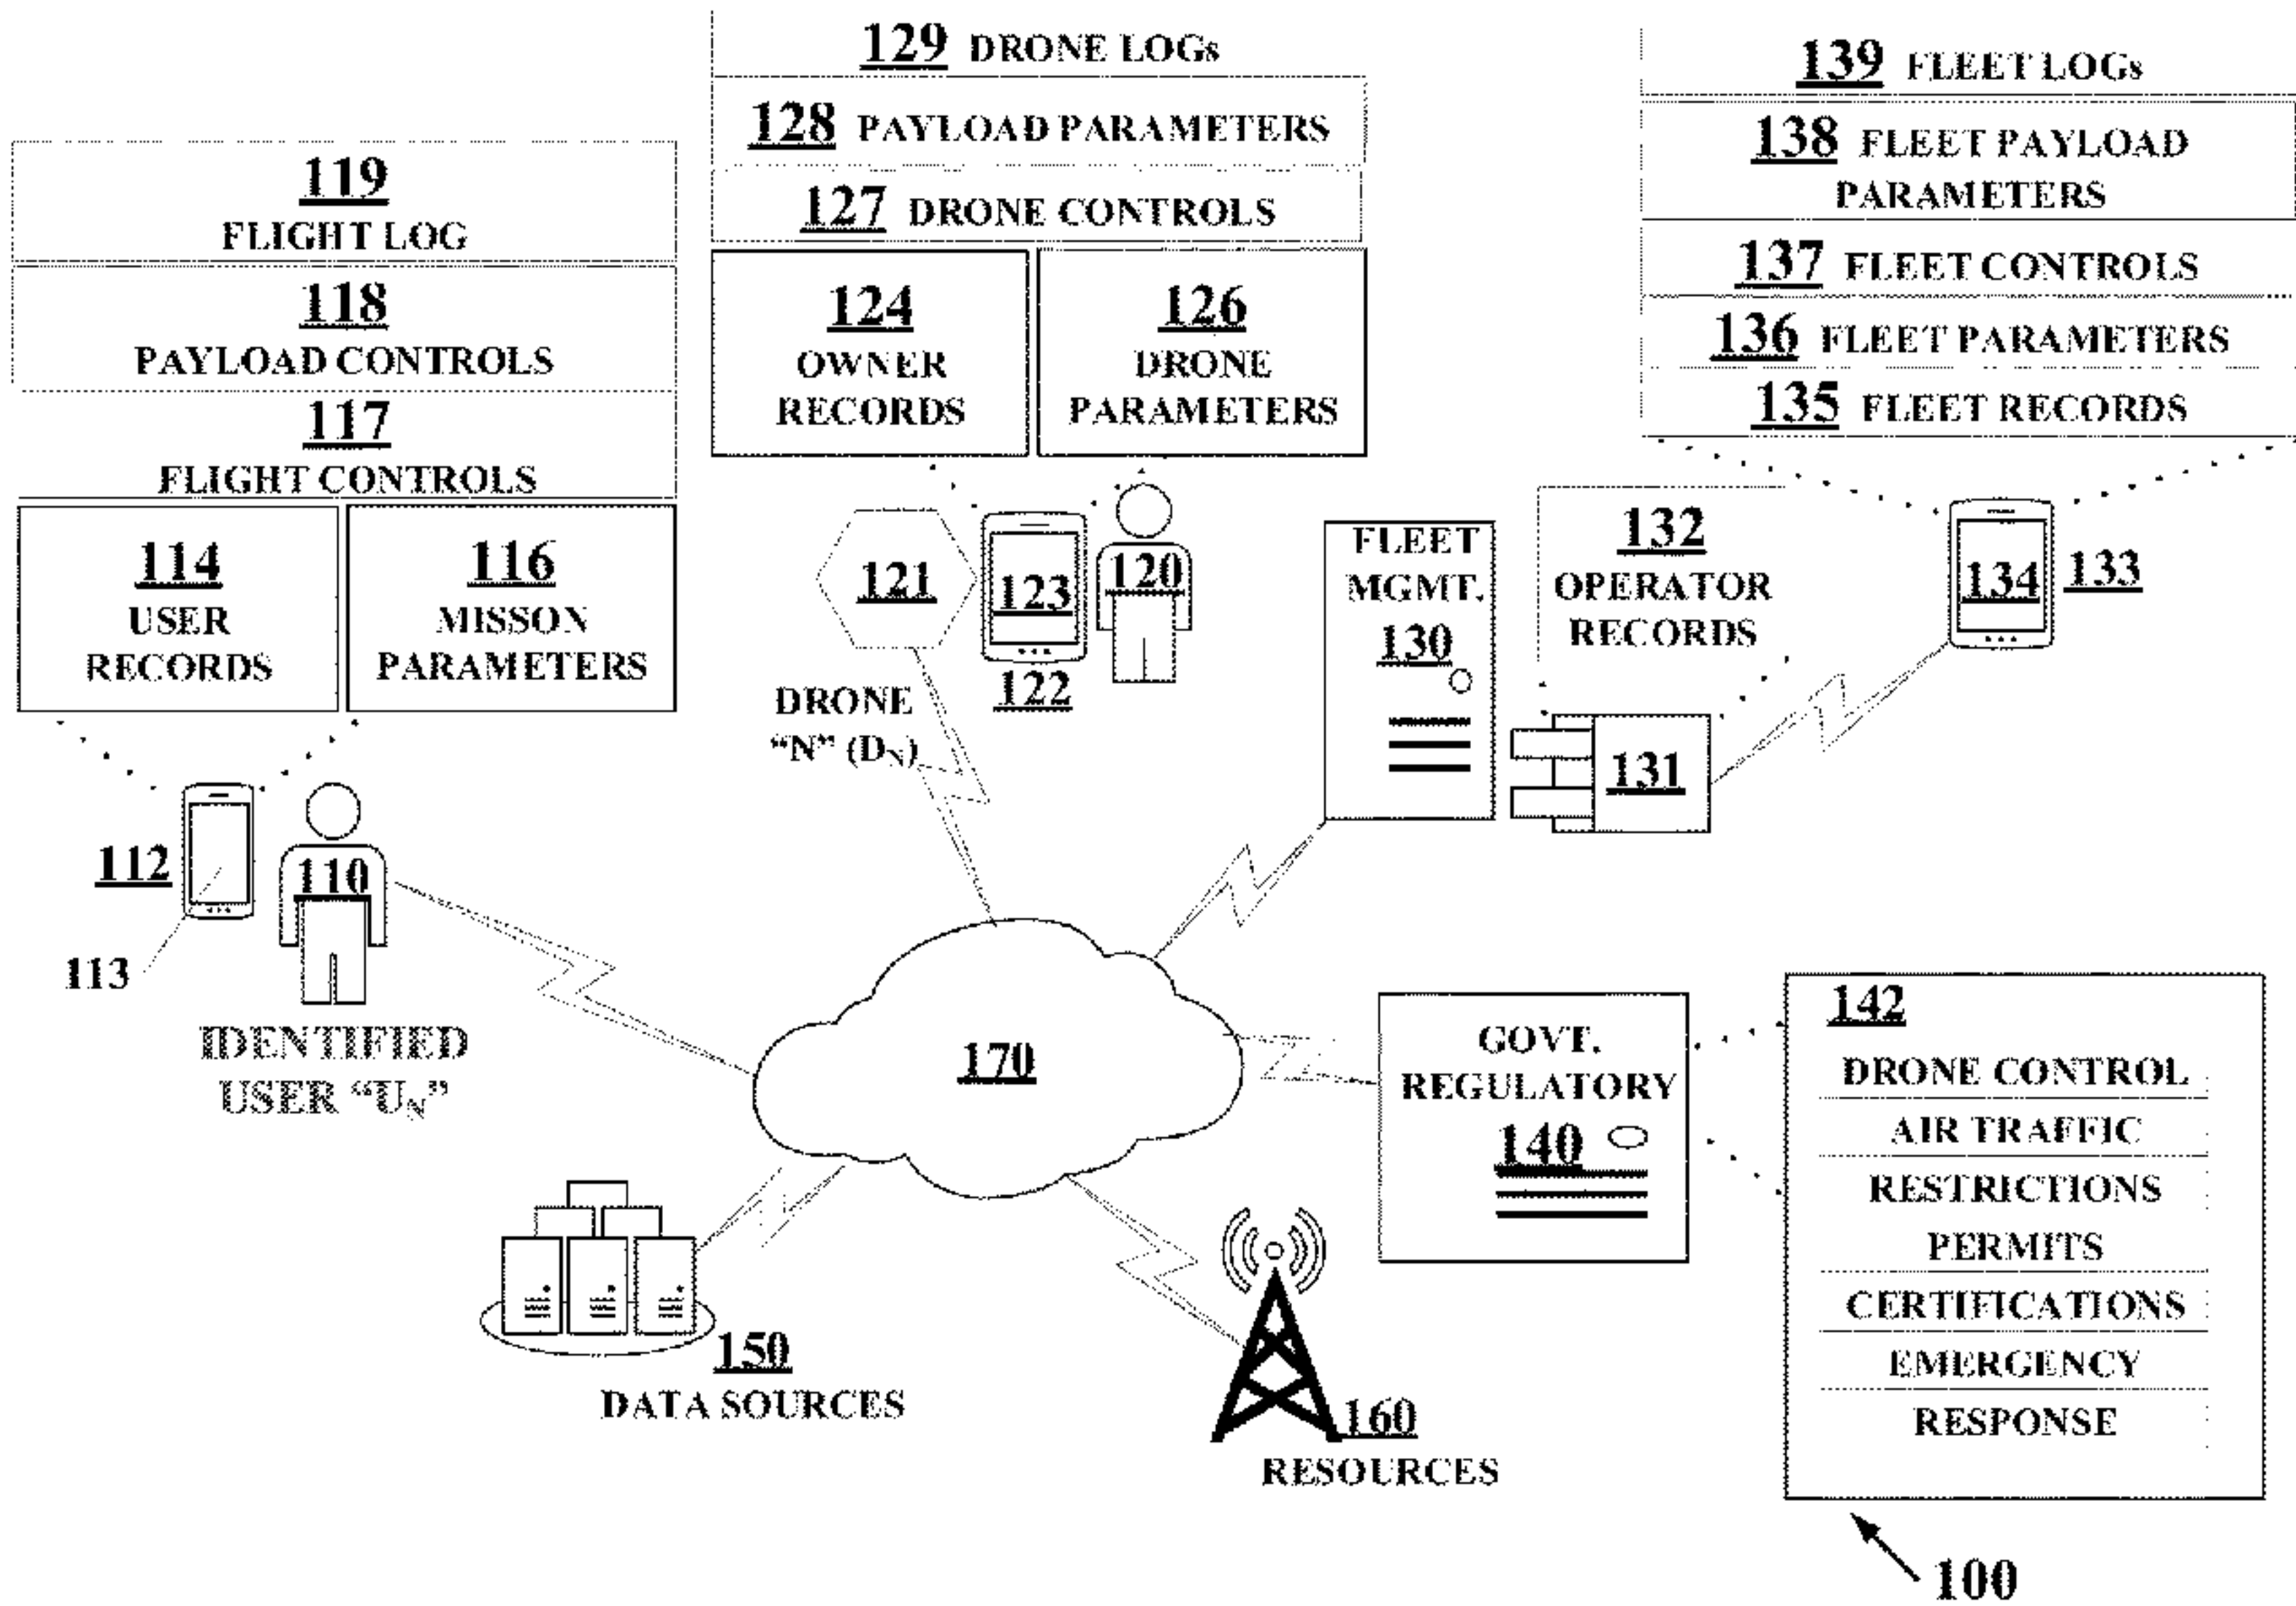 129 DRONE LOGs
128 PAYLOAD PARAMETERS
127 DRONE CONTROLS
124
OWNER
RECORDS
126
DRONE
PARAMETERS
139 FLEET LOGs
138 FLEET PAYLOAD
PARAMETERS
137 FLEET CONTROLS
136 FLEET PARAMETERS
135 FLEET RECORDS
119
FLIGHT LOG
118
PAYLOAD CONTROLS
117
FLIGHT CONTROLS
114
USER
RECORDS
116
MISSON
PARAMETERS
121
123
120
122
DRONE
“N” (DN)
FLEET
MGMT.
130
132
OPERATOR
RECORDS
134
133
131
112
110
113
IDENTIFIED
USER “UN”
170
GOVT.
REGULATORY
140
142
DRONE CONTROL
AIR TRAFFIC
RESTRICTIONS
PERMITS
CERTIFICATIONS
EMERGENCY
RESPONSE
150
DATA SOURCES
160
RESOURCES
100